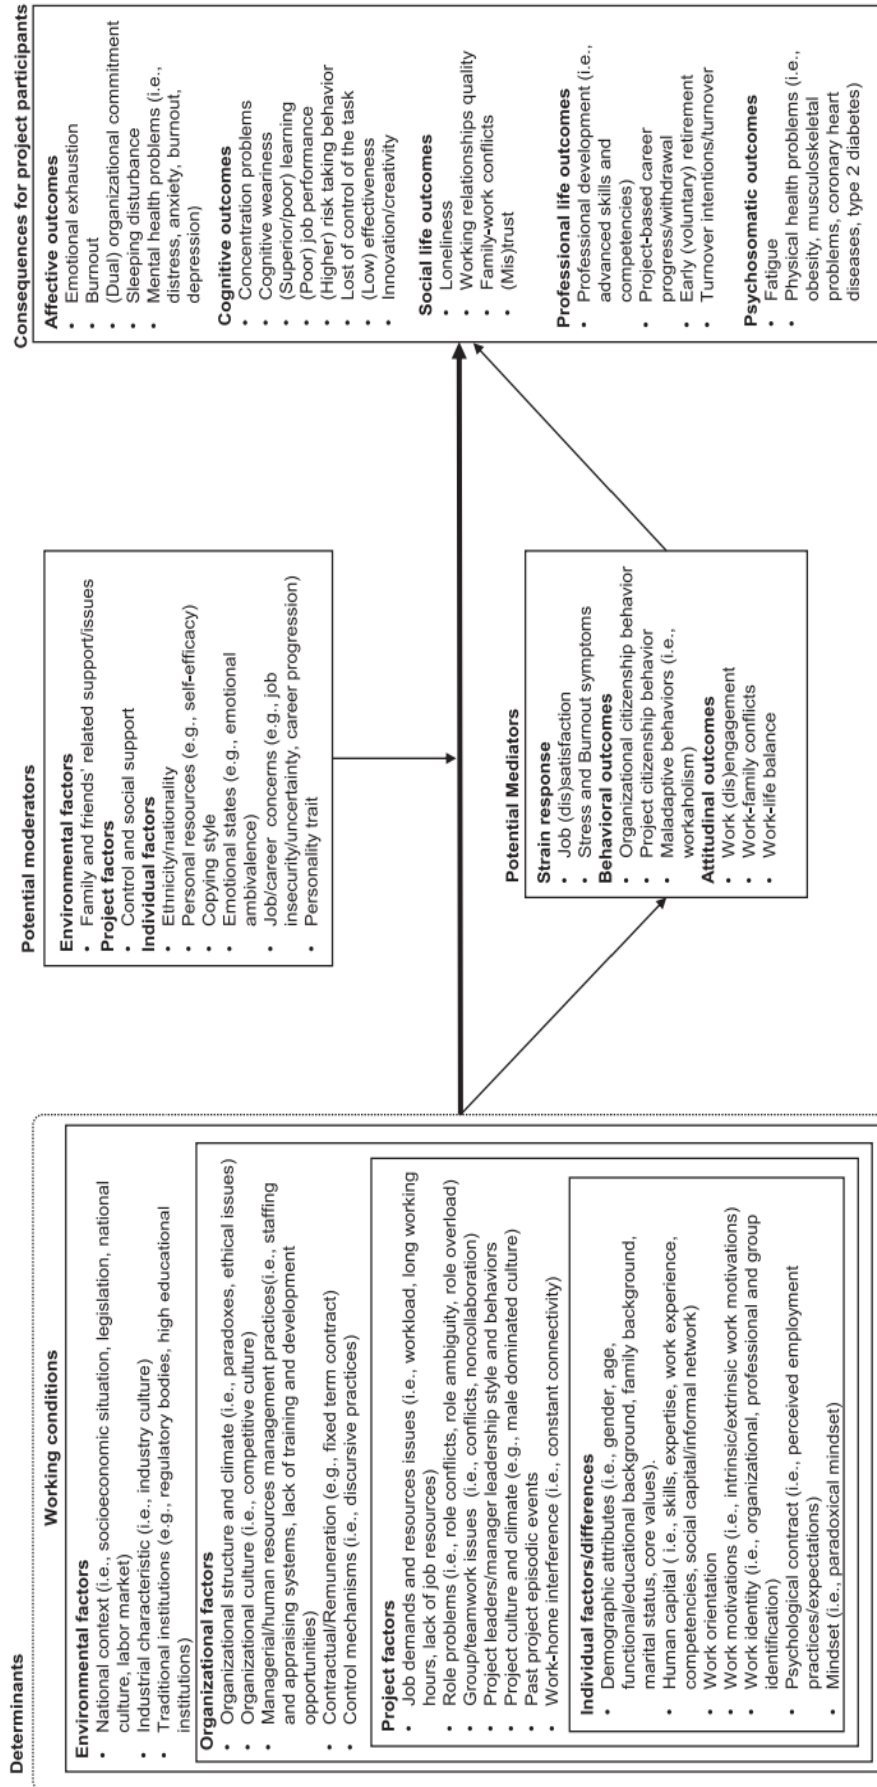 Determinants
Working conditions
Environmental factors
• National context (i.e., socioeconomic situation, legislation, national
culture, labor market)
• Industrial characteristic (i.e., industry culture)
• Traditional institutions (e.g., regulatory bodies, high educational
institutions)
Organizational factors
• Organizational structure and climate (i.e., paradoxes, ethical issues)
• Organizational culture (i.e., competitive culture)
• Managerial/human resources management practices(i.e., staffing
and appraising systems, lack of training and development
opportunities)
• Contractual/Remuneration (e.g., fixed term contract)
• Control mechanisms (i.e., discursive practices)
Project factors
• Job demands and resources issues (i.e., workload, long working
hours, lack of job resources)
• Role problems (i.e., role conflicts, role ambiguity, role overload)
• Group/teamwork issues (i.e., conflicts, noncollaboration)
• Project leaders/manager leadership style and behaviors
• Project culture and climate (e.g., male dominated culture)
• Past project episodic events
• Work-home interference (i.e., constant connectivity)
Individual factors/differences
• Demographic attributes (i.e., gender, age,
functional/educational background, family background,
marital status, core values).
• Human capital ( i.e., skills, expertise, work experience,
competencies, social capital/informal network)
• Work orientation
• Work motivations (i.e., intrinsic/extrinsic work motivations)
• Work identity (i.e., organizational, professional and group
identification)
• Psychological contract (i.e., perceived employment
practices/expectations)
• Mindset (i.e., paradoxical mindset)
Potential moderators
Environmental factors
• Family and friends' related support/issues
Project factors
• Control and social support
Individual factors
• Ethnicity/nationality
• Personal resources (e.g., self-efficacy)
• Copying style
• Emotional states (e.g., emotional
ambivalence)
• Job/career concerns (e.g., job
insecurity/uncertainty, career progression)
• Personality trait
Potential Mediators
Strain response
• Job (dis)satisfaction
• Stress and Burnout symptoms
Behavioral outcomes
• Organizational citizenship behavior
• Project citizenship behavior
• Maladaptive behaviors (i.e.,
workaholism)
Attitudinal outcomes
• Work (dis)engagement
• Work-family conflicts
• Work-life balance
Consequences for project participants
Affective outcomes
• Emotional exhaustion
• Burnout
• (Dual) organizational commitment
• Sleeping disturbance
• Mental health problems (i.e.,
distress, anxiety, burnout,
depression)
Cognitive outcomes
• Concentration problems
• Cognitive weariness
• (Superior/poor) learning
• (Poor) job performance
• (Higher) risk taking behavior
• Lost of control of the task
• (Low) effectiveness
• Innovation/creativity
Social life outcomes
• Loneliness
• Working relationships quality
• Family-work conflicts
• (Mis)trust
Professional life outcomes
• Professional development (i.e.,
advanced skills and
competencies)
• Project-based career
progress/withdrawal
• Early (voluntary) retirement
• Turnover intentions/turnover
Psychosomatic outcomes
• Fatigue
• Physical health problems (i.e.,
obesity, musculoskeletal
problems, coronary heart
diseases, type 2 diabetes)